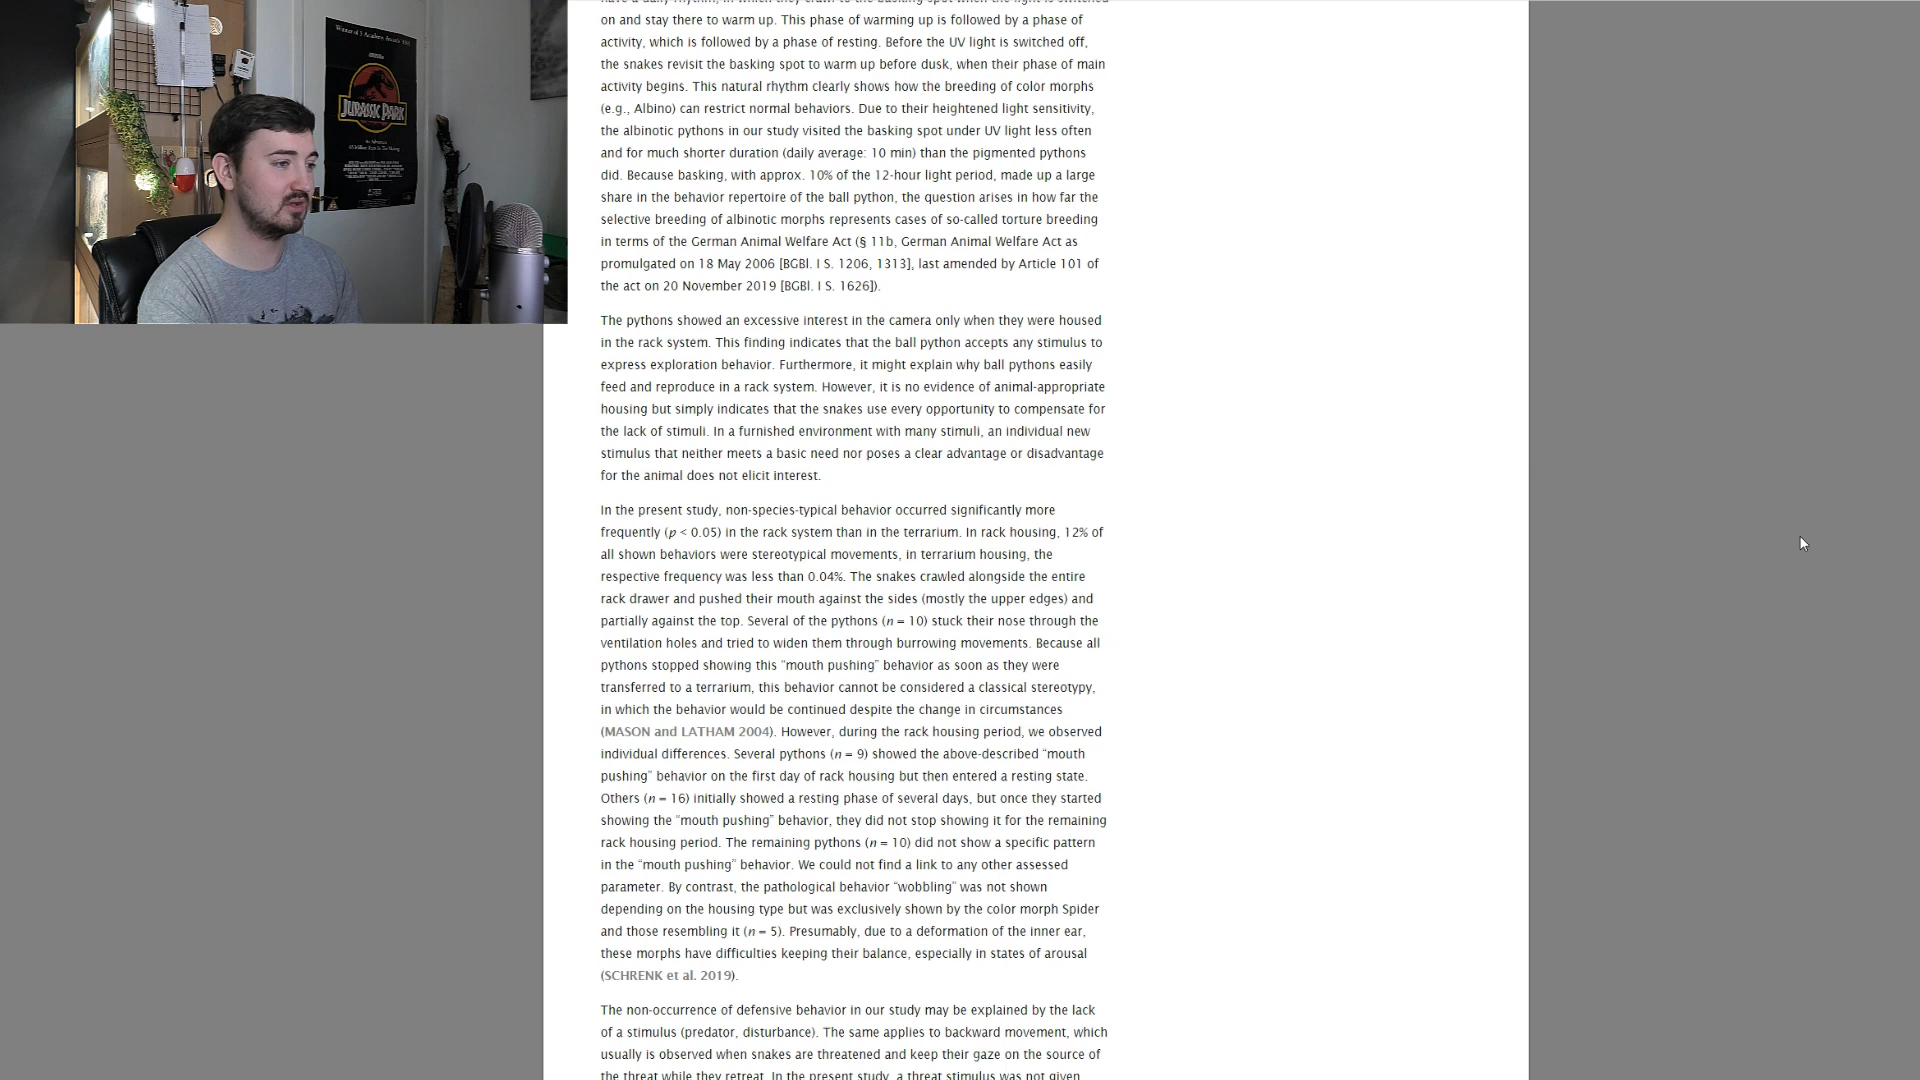 Winner of 3 Academy Awards
JURASSIC PARK
on and stay there to warm up. This phase of warming up is followed by a phase of
activity, which is followed by a phase of resting. Before the UV light is switched off,
the snakes revisit the basking spot to warm up before dusk, when their phase of main
activity begins. This natural rhythm clearly shows how the breeding of color morphs
(e.g., Albino) can restrict normal behaviors. Due to their heightened light sensitivity,
the albinotic pythons in our study visited the basking spot under UV light less often
and for much shorter duration (daily average: 10 min) than the pigmented pythons
did. Because basking, with approx. 10% of the 12-hour light period, made up a large
share in the behavior repertoire of the ball python, the question arises in how far the
selective breeding of albinotic morphs represents cases of so-called torture breeding
in terms of the German Animal Welfare Act (§ 11b, German Animal Welfare Act as
promulgated on 18 May 2006 [BGBl. I S. 1206, 1313], last amended by Article 101 of
the act on 20 November 2019 [BGBl. I S. 1626]).
The pythons showed an excessive interest in the camera only when they were housed
in the rack system. This finding indicates that the ball python accepts any stimulus to
express exploration behavior. Furthermore, it might explain why ball pythons easily
feed and reproduce in a rack system. However, it is no evidence of animal-appropriate
housing but simply indicates that the snakes use every opportunity to compensate for
the lack of stimuli. In a furnished environment with many stimuli, an individual new
stimulus that neither meets a basic need nor poses a clear advantage or disadvantage
for the animal does not elicit interest.
In the present study, non-species-typical behavior occurred significantly more
frequently (p < 0.05) in the rack system than in the terrarium. In rack housing, 12% of
all shown behaviors were stereotypical movements, in terrarium housing, the
respective frequency was less than 0.04%. The snakes crawled alongside the entire
rack drawer and pushed their mouth against the sides (mostly the upper edges) and
partially against the top. Several of the pythons (n = 10) stuck their nose through the
ventilation holes and tried to widen them through burrowing movements. Because all
pythons stopped showing this “mouth pushing” behavior as soon as they were
transferred to a terrarium, this behavior cannot be considered a classical stereotypy,
in which the behavior would be continued despite the change in circumstances
(MASON and LATHAM 2004). However, during the rack housing period, we observed
individual differences. Several pythons (n = 9) showed the above-described “mouth
pushing” behavior on the first day of rack housing but then entered a resting state.
Others (n = 16) initially showed a resting phase of several days, but once they started
showing the “mouth pushing” behavior, they did not stop showing it for the remaining
rack housing period. The remaining pythons (n = 10) did not show a specific pattern
in the “mouth pushing” behavior. We could not find a link to any other assessed
parameter. By contrast, the pathological behavior “wobbling” was not shown
depending on the housing type but was exclusively shown by the color morph Spider
and those resembling it (n = 5). Presumably, due to a deformation of the inner ear,
these morphs have difficulties keeping their balance, especially in states of arousal
(SCHRENK et al. 2019).
The non-occurrence of defensive behavior in our study may be explained by the lack
of a stimulus (predator, disturbance). The same applies to backward movement, which
usually is observed when snakes are threatened and keep their gaze on the source of
the threat while they retreat. In the present study, a threat stimulus was not given